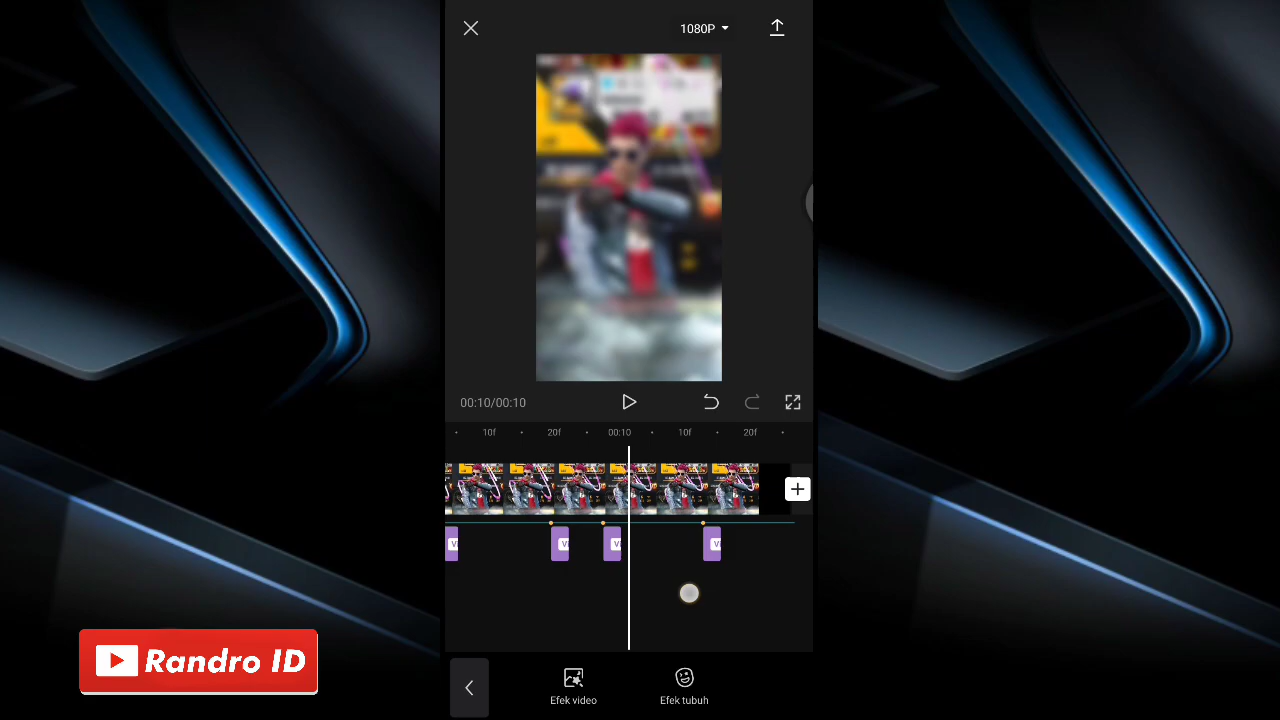 1080P
00:10/00:10
10f 20f 00:10 10f 20f
Efek video Efek tubuh
Randro ID